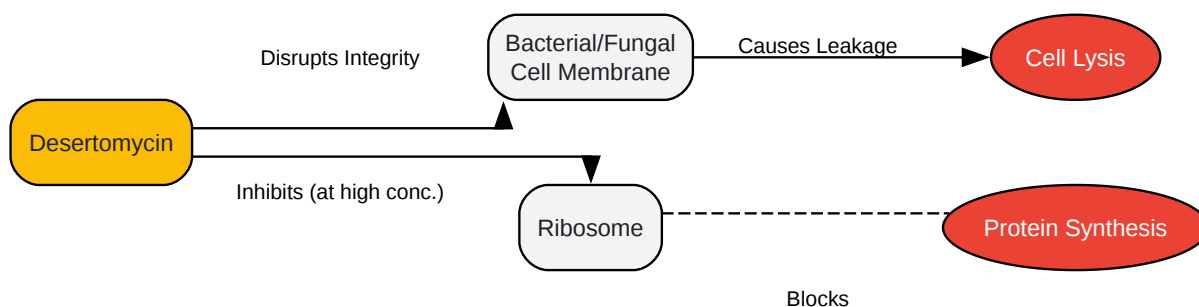 Disrupts Integrity
Bacterial/Fungal
Cell Membrane
Causes Leakage
Cell Lysis
Desertomycin
Inhibits (at high conc.)
Ribosome
Protein Synthesis
Blocks